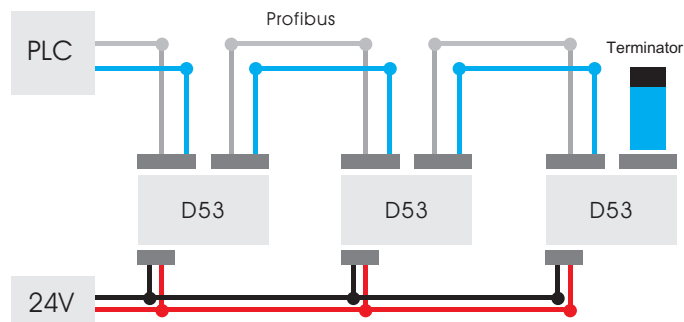 Profibus
PLC
Terminator
D53
D53
D53
24V